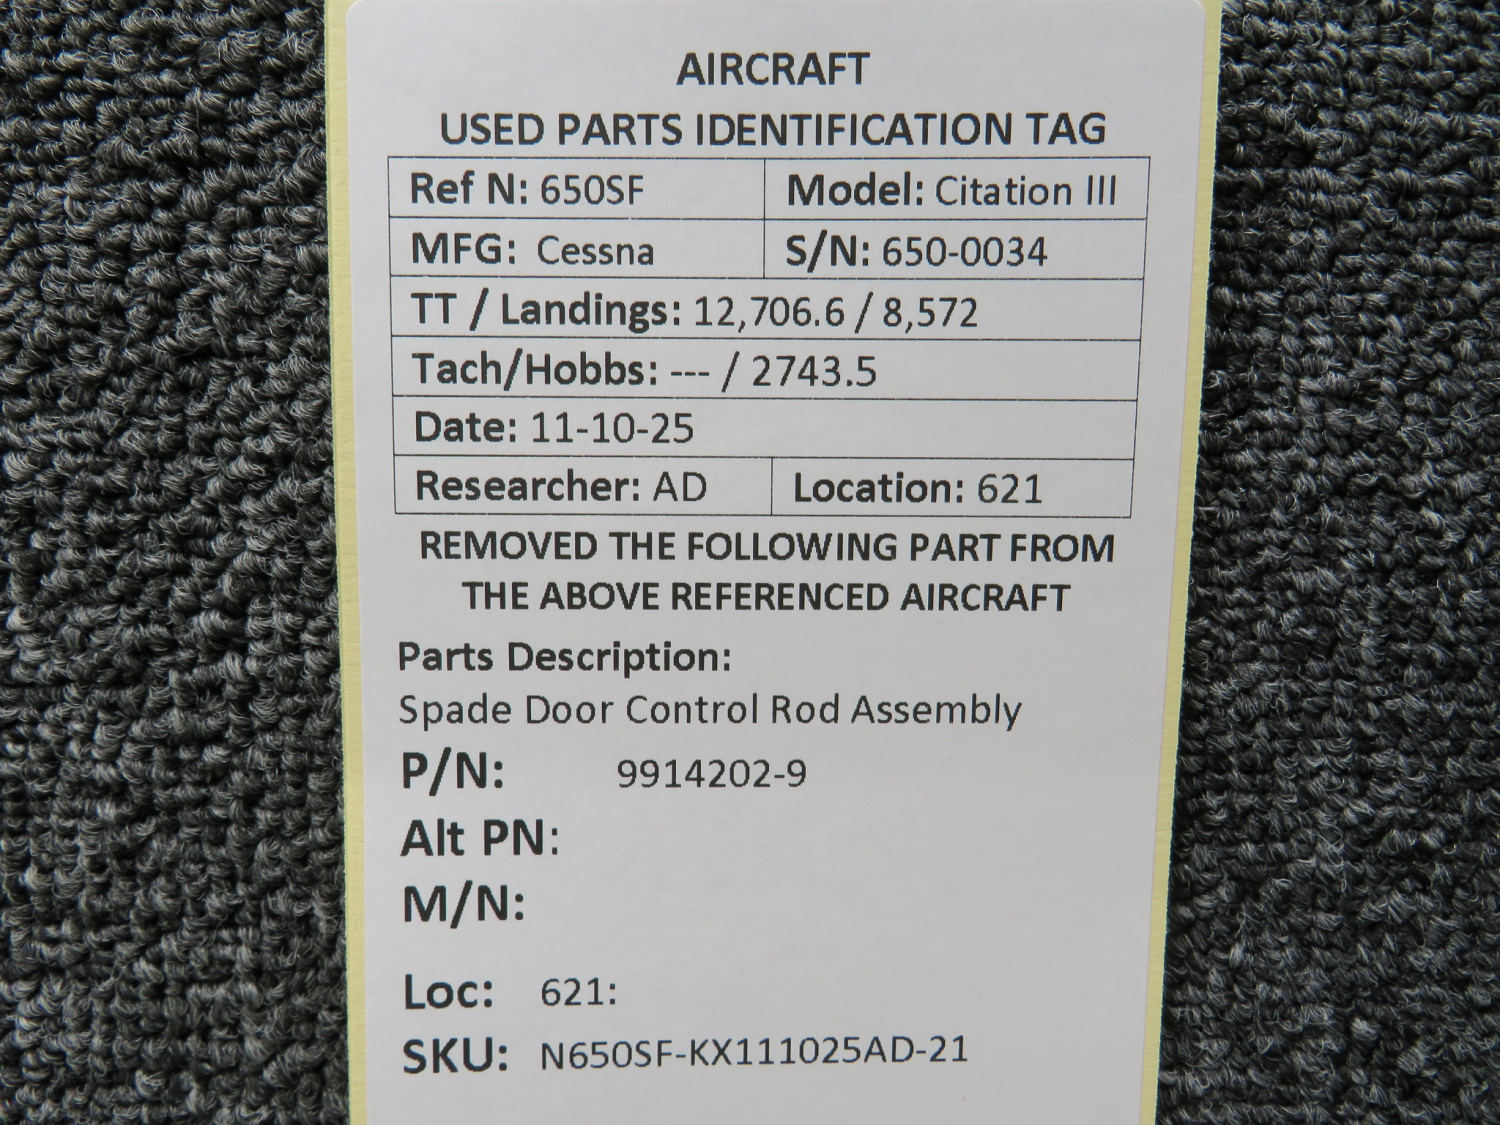 AIRCRAFT
USED PARTS IDENTIFICATION TAG
Ref N: 650SF Model: Citation III
MFG: Cessna S/N: 650-0034
TT / Landings: 12,706.6 / 8,572
Tach/Hobbs: --- / 2743.5
Date: 11-10-25
Researcher: AD Location: 621
REMOVED THE FOLLOWING PART FROM
THE ABOVE REFERENCED AIRCRAFT
Parts Description:
Spade Door Control Rod Assembly
P/N: 9914202-9
Alt PN:
M/N:
Loc: 621:
SKU: N650SF-KX111025AD-21